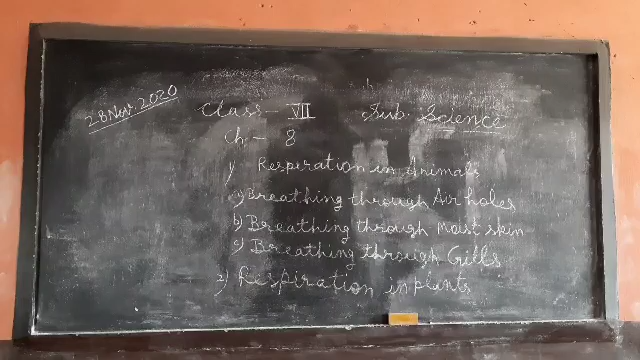 28 Nov. 2020
Class - VII Sub. Science
Ch - 8
1) Respiration in Animals
a) Breathing through Air holes
b) Breathing through Moist skin
c) Breathing through Gills
2) Respiration in plants